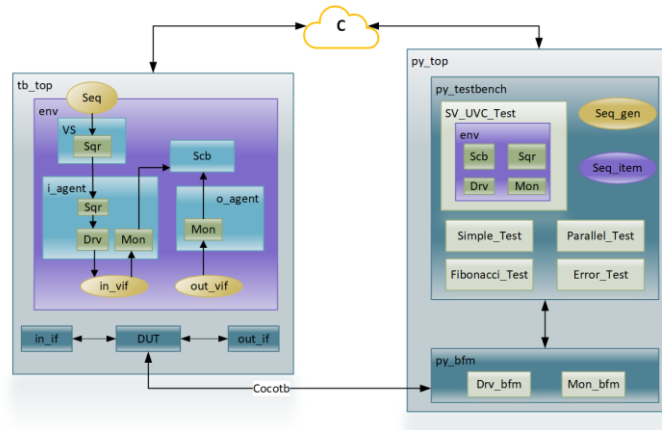 C
tb_top
Seq
env
VS
Sqr
Scb
i_agent
Sqr
Drv
Mon
o_agent
Mon
in_vif
out_vif
in_if
DUT
out_if
Cocotb
py_top
py_testbench
SV_UVC_Test
env
Scb
Sqr
Drv
Mon
Seq_gen
Seq_item
Simple_Test
Parallel_Test
Fibonacci_Test
Error_Test
py_bfm
Drv_bfm
Mon_bfm